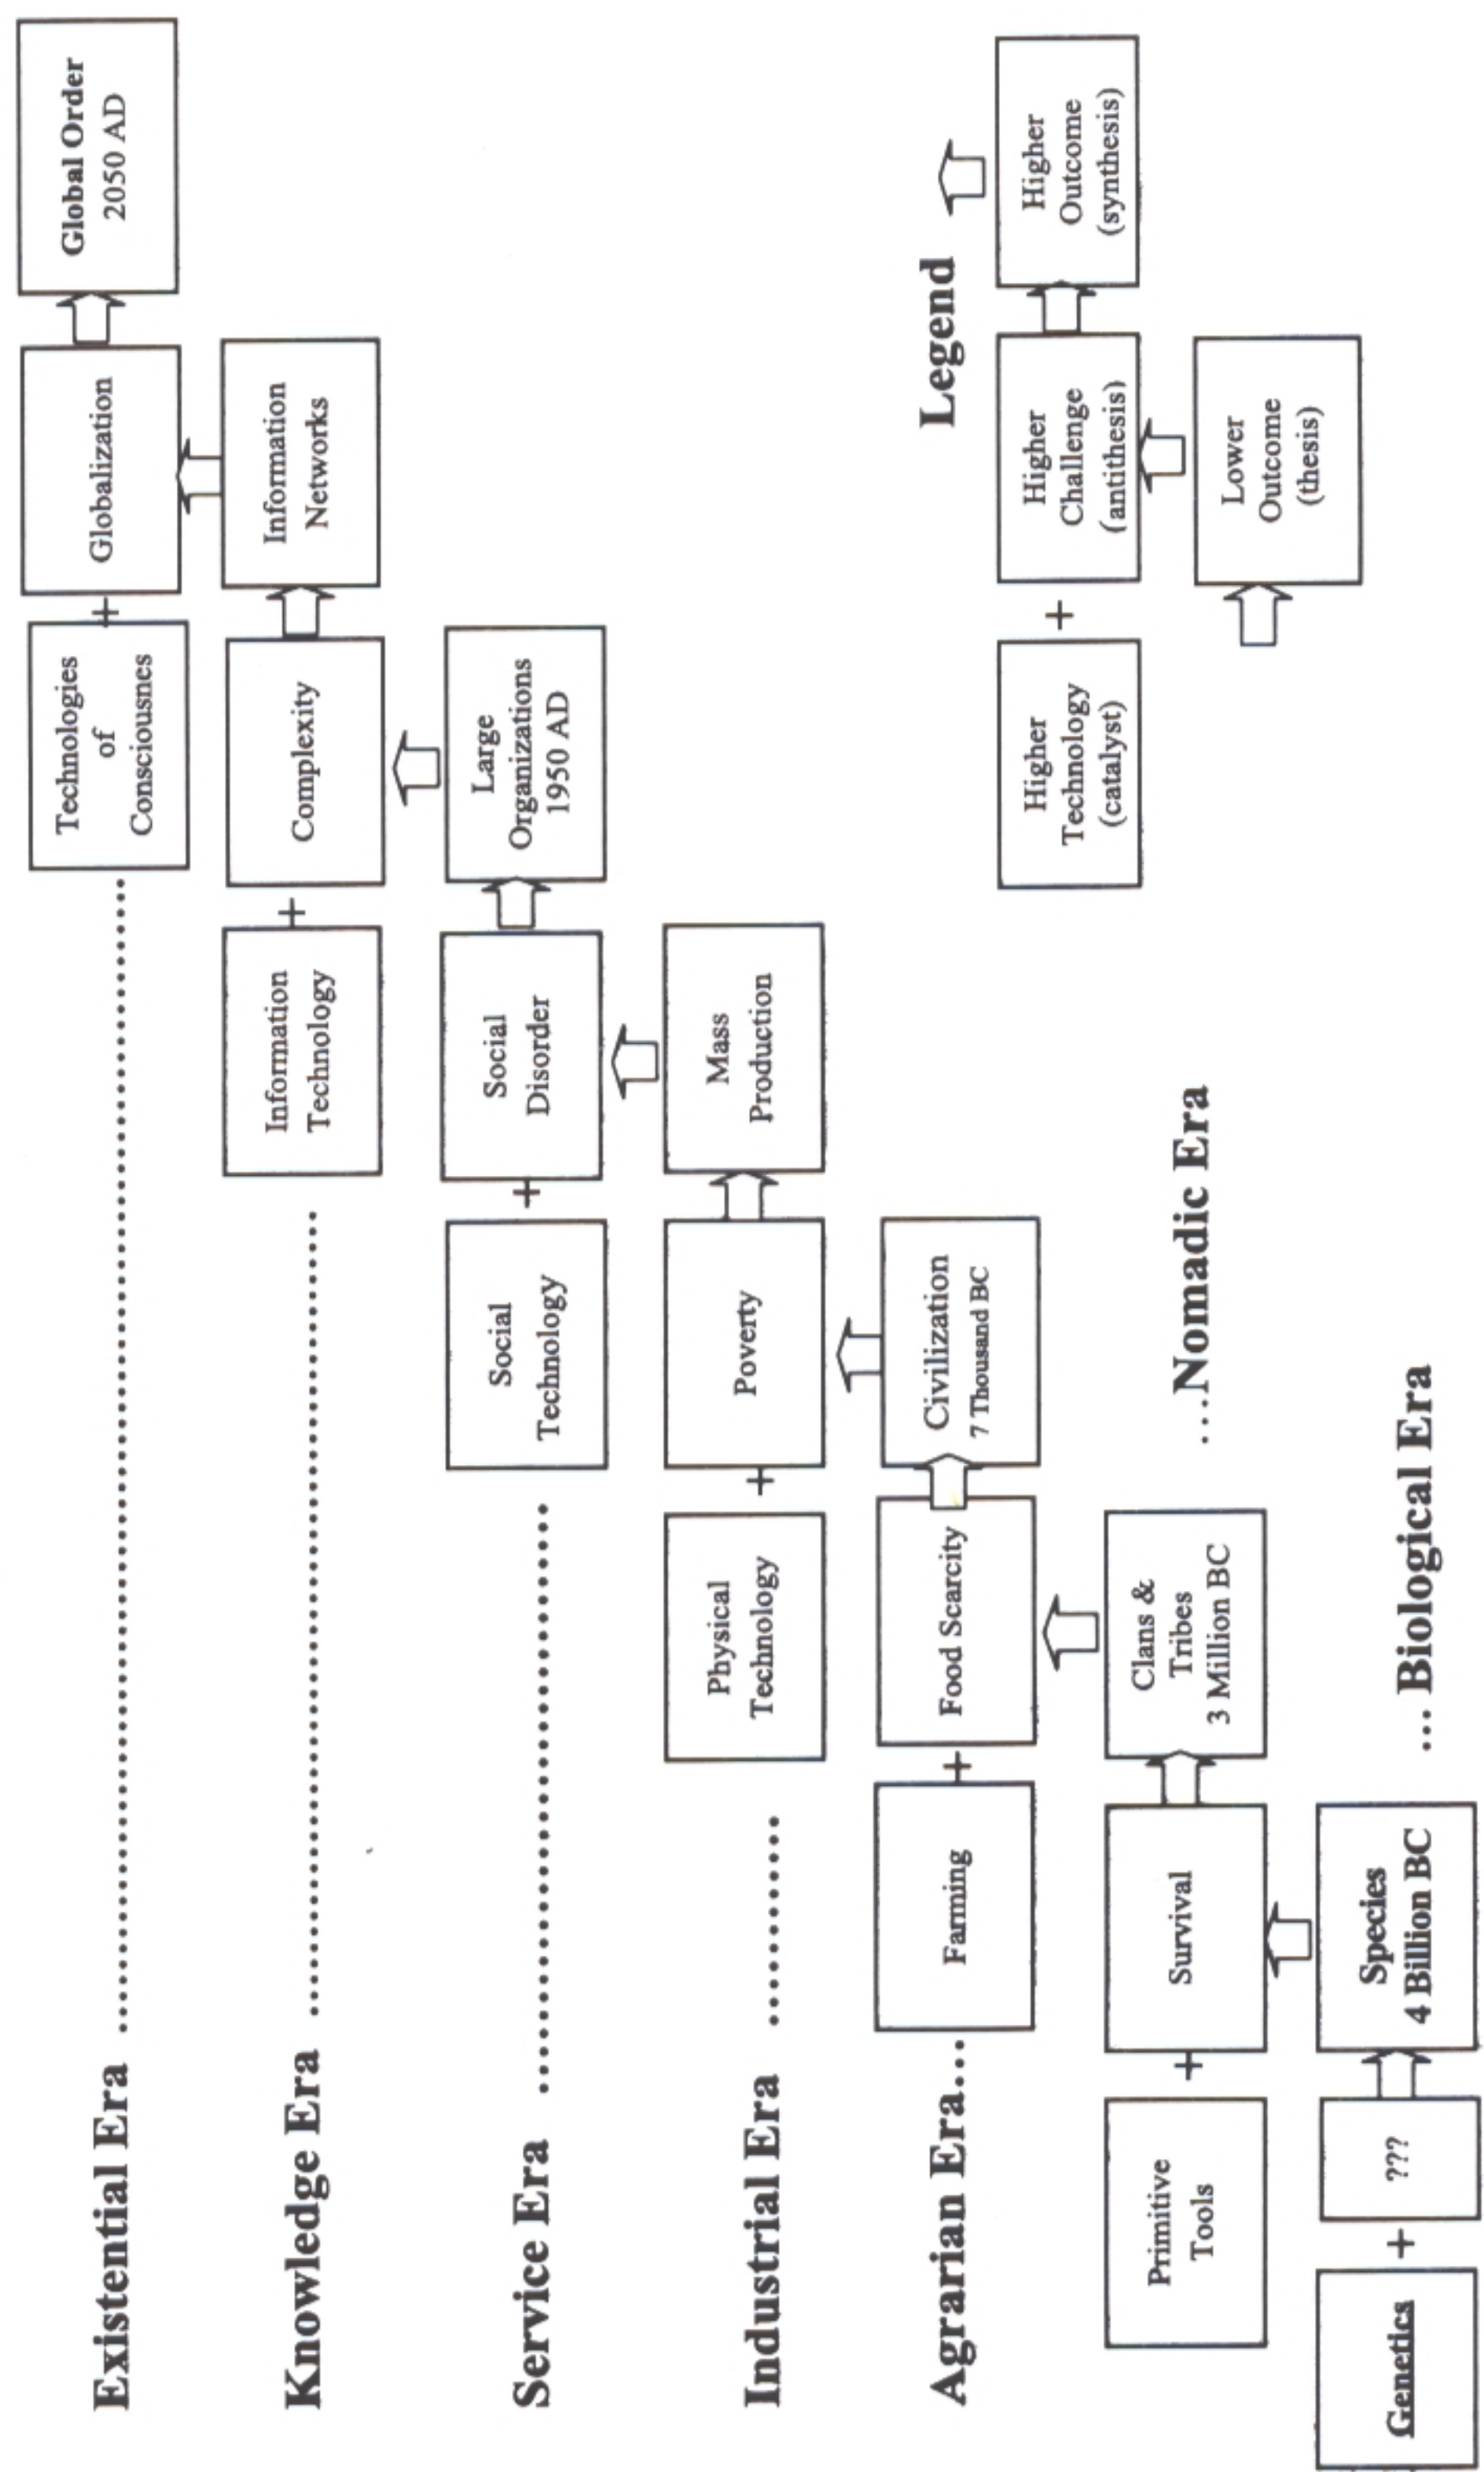 Existential Era
Technologies
of
Consciousnes
+
Globalization
Global Order
2050 AD
Knowledge Era
Information
Technology
+
Complexity
Information
Networks
Service Era
Social
Technology
+
Social
Disorder
Large
Organizations
1950 AD
Industrial Era
Physical
Technology
+
Poverty
Mass
Production
Agrarian Era...
Farming
+
Food Scarcity
Civilization
7 Thousand BC
Primitive
Tools
+
Survival
Clans &
Tribes
3 Million BC
...Nomadic Era
Genetics
+
???
Species
4 Billion BC
... Biological Era
Legend
Higher
Technology
(catalyst)
+
Higher
Challenge
(antithesis)
Higher
Outcome
(synthesis)
Lower
Outcome
(thesis)